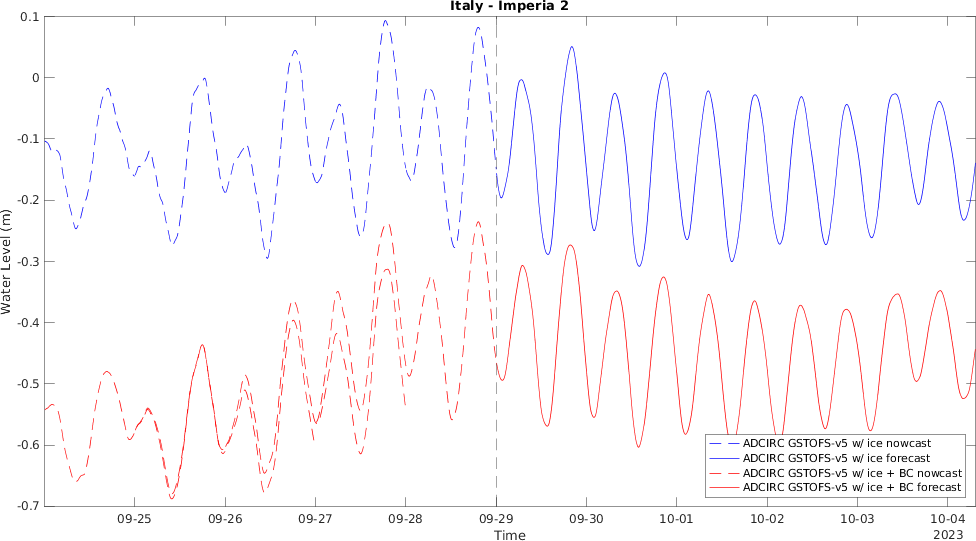 Italy - Imperia 2
Water Level (m)
0.1
0
-0.1
-0.2
-0.3
-0.4
-0.5
-0.6
-0.7
ADCIRC GSTOFS-v5 w/ ice nowcast
ADCIRC GSTOFS-v5 w/ ice forecast
ADCIRC GSTOFS-v5 w/ ice + BC nowcast
ADCIRC GSTOFS-v5 w/ ice + BC forecast
09-25 09-26 09-27 09-28 09-29 09-30 10-01 10-02 10-03 10-04
Time 2023